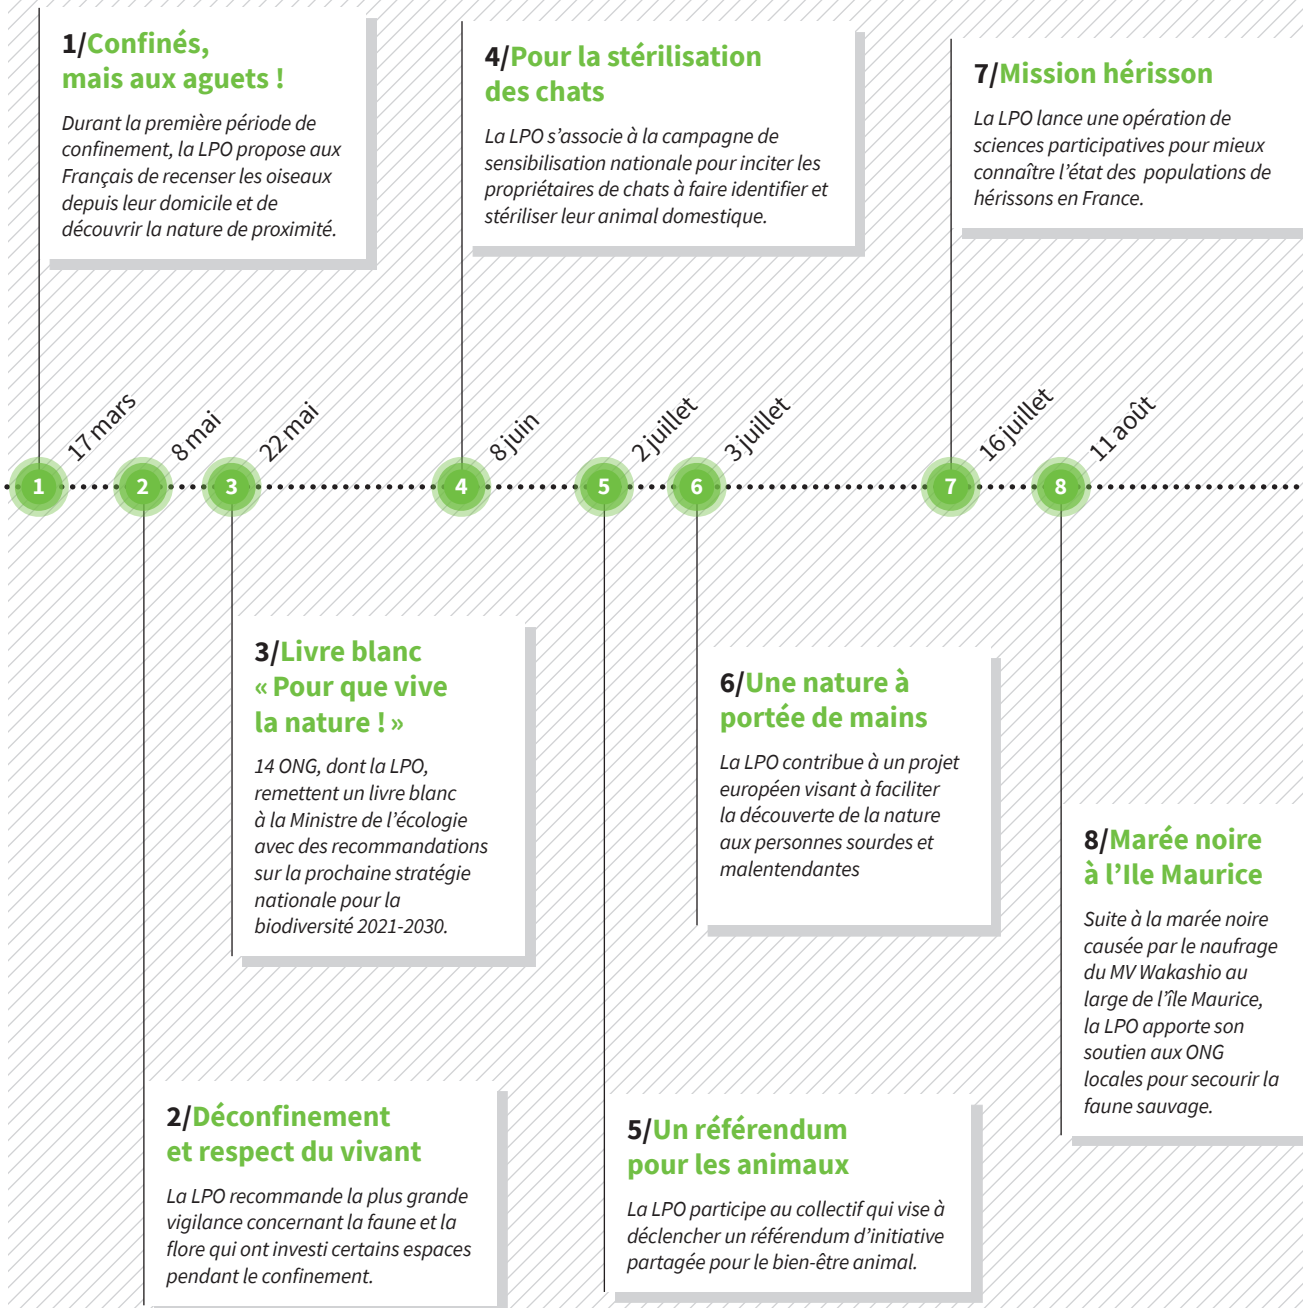 1/Confinés,
mais aux aguets !
Durant la première période de
confinement, la LPO propose aux
Français de recenser les oiseaux
depuis leur domicile et de
découvrir la nature de proximité.
4/Pour la stérilisation
des chats
La LPO s’associe à la campagne de
sensibilisation nationale pour inciter les
propriétaires de chats à faire identifier et
stériliser leur animal domestique.
7/Mission hérisson
La LPO lance une opération de
sciences participatives pour mieux
connaître l’état des populations de
hérissons en France.
17 mars
8 mai
22 mai
8 juin
2 juillet
3 juillet
16 juillet
11 août
1
2
3
4
5
6
7
8
3/Livre blanc
« Pour que vive
la nature ! »
14 ONG, dont la LPO,
remettent un livre blanc
à la Ministre de l’écologie
avec des recommandations
sur la prochaine stratégie
nationale pour la
biodiversité 2021-2030.
6/Une nature à
portée de mains
La LPO contribue à un projet
européen visant à faciliter
la découverte de la nature
aux personnes sourdes et
malentendantes
8/Marée noire
à l’Ile Maurice
Suite à la marée noire
causée par le naufrage
du MV Wakashio au
large de l’île Maurice,
la LPO apporte son
soutien aux ONG
locales pour secourir la
faune sauvage.
2/Déconfinement
et respect du vivant
La LPO recommande la plus grande
vigilance concernant la faune et la
flore qui ont investi certains espaces
pendant le confinement.
5/Un référendum
pour les animaux
La LPO participe au collectif qui vise à
déclencher un référendum d’initiative
partagée pour le bien-être animal.